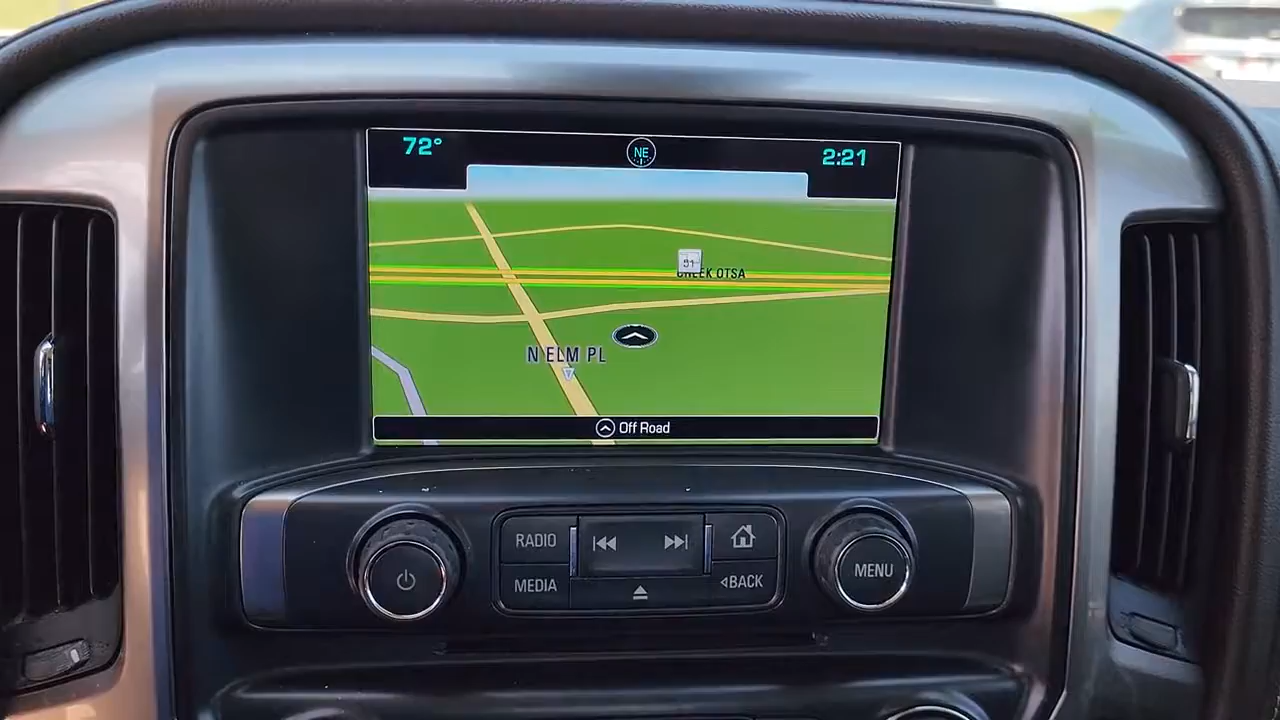 72°
NE
2:21
51
CREEK OTSA
N ELM PL
Off Road
RADIO
MEDIA
BACK
MENU